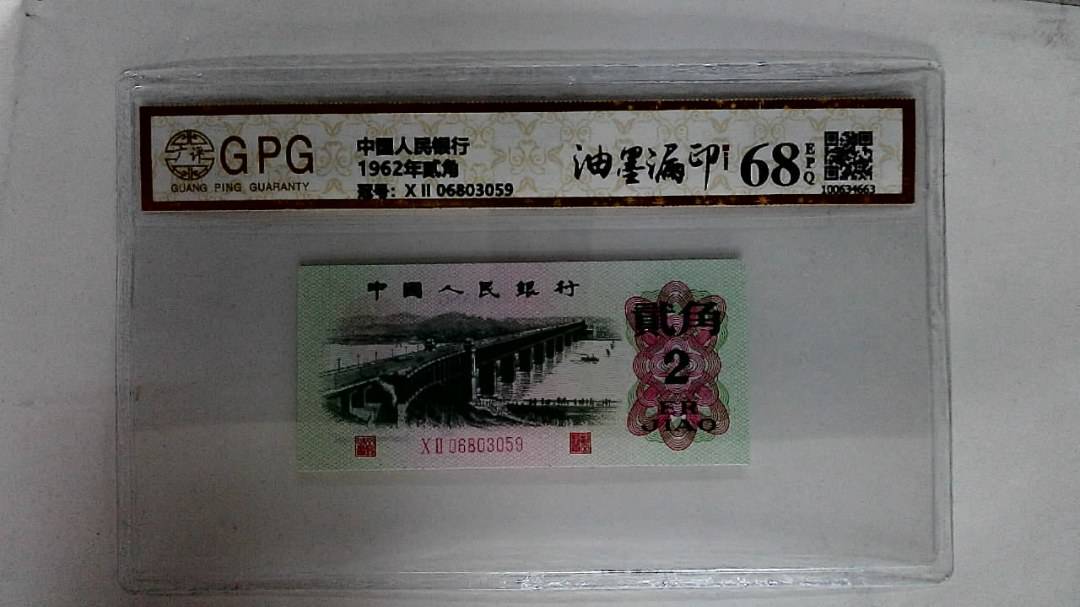 GPG
GUANG PING GUARANTY
中國人民銀行
1962年貳角
冠号: X II 06803059
油墨漏印
68
EPQ
100634663
中國人民銀行
貳角
2
ER
JIAO
X II 06803059